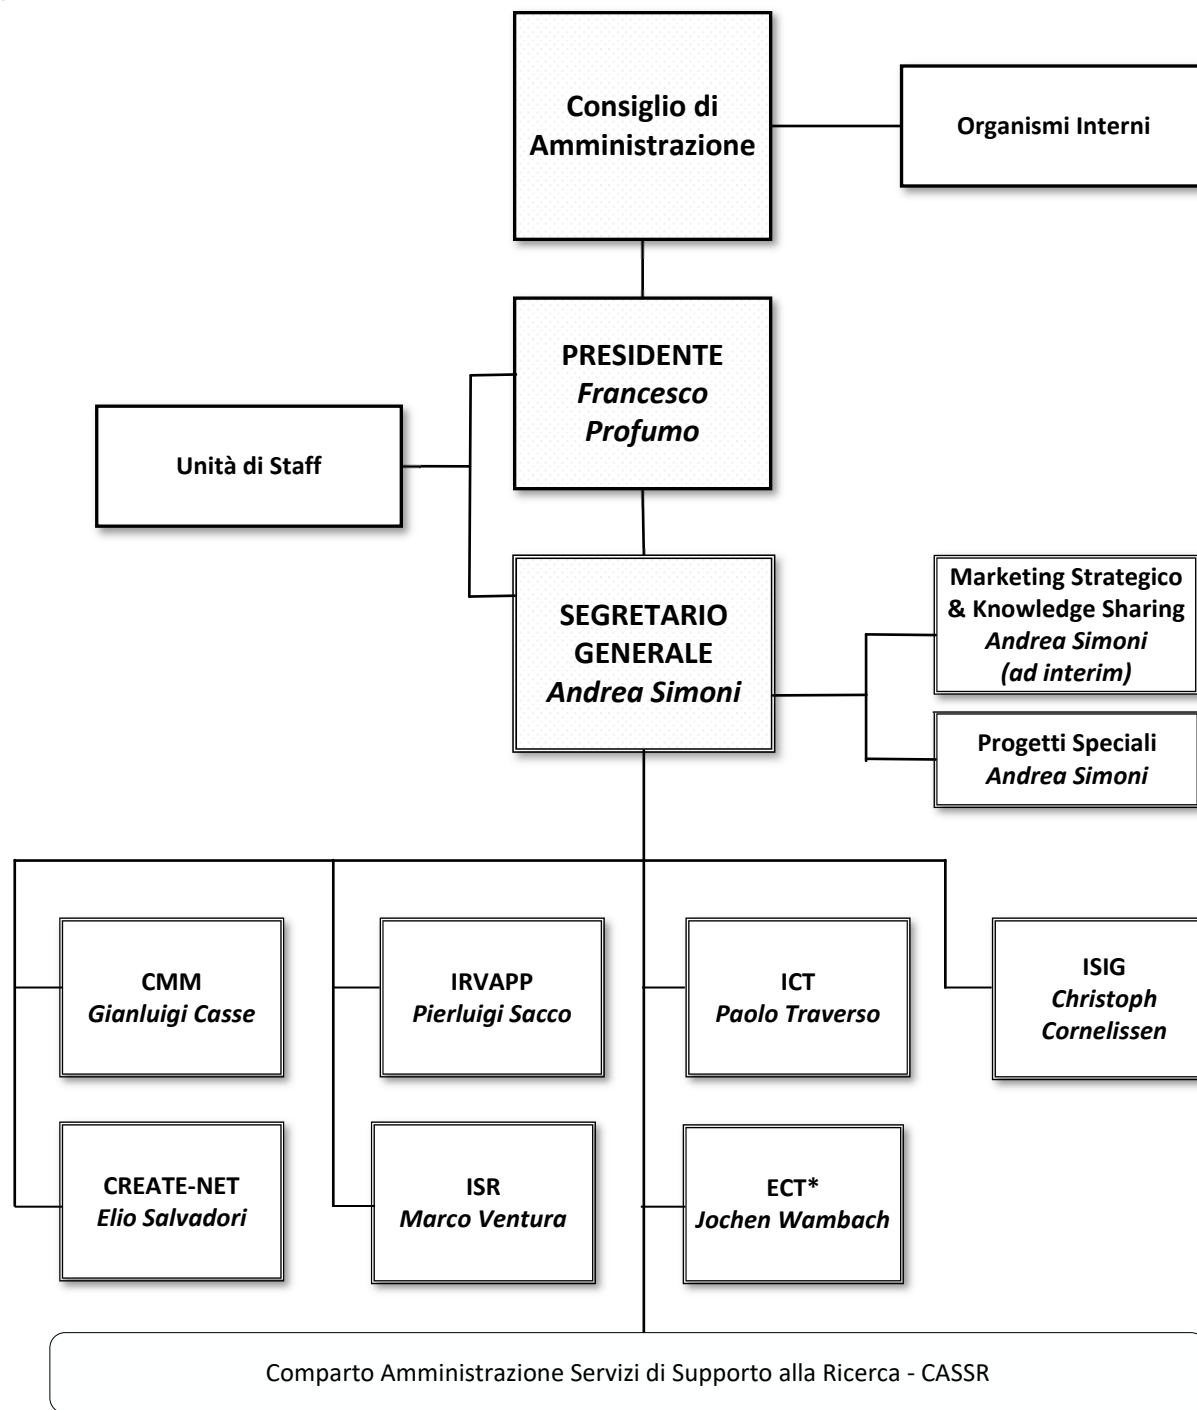 Consiglio di
Amministrazione
Organismi Interni
PRESIDENTE
Francesco
Profumo
Unità di Staff
SEGRETARIO
GENERALE
Andrea Simoni
Marketing Strategico
& Knowledge Sharing
Andrea Simoni
(ad interim)
Progetti Speciali
Andrea Simoni
CMM
Gianluigi Casse
IRVAPP
Pierluigi Sacco
ICT
Paolo Traverso
ISIG
Christoph
Cornelissen
CREATE-NET
Elio Salvadori
ISR
Marco Ventura
ECT*
Jochen Wambach
Comparto Amministrazione Servizi di Supporto alla Ricerca - CASSR